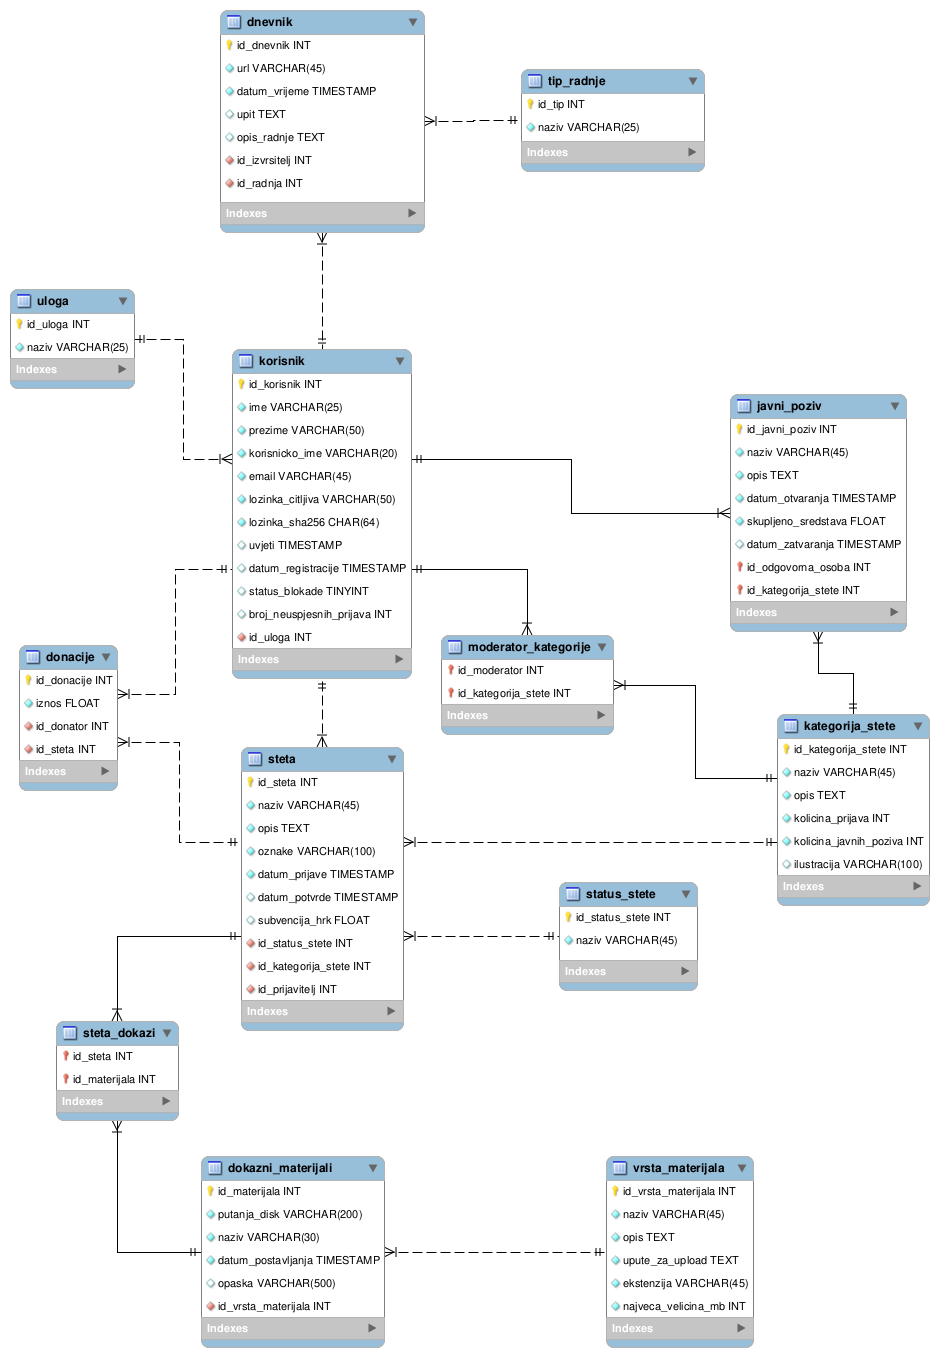 dnevnik
id_dnevnik INT
url VARCHAR(45)
datum_vrijeme TIMESTAMP
upit TEXT
opis_radnje TEXT
id_izvrsitelj INT
id_radnja INT
Indexes
tip_radnje
id_tip INT
naziv VARCHAR(25)
Indexes
uloga
id_uloga INT
naziv VARCHAR(25)
Indexes
korisnik
id_korisnik INT
ime VARCHAR(25)
prezime VARCHAR(50)
korisnicko_ime VARCHAR(20)
email VARCHAR(45)
lozinka_citljiva VARCHAR(50)
lozinka_sha256 CHAR(64)
uvjeti TIMESTAMP
datum_registracije TIMESTAMP
status_blokade TINYINT
broj_neuspjesnih_prijava INT
id_uloga INT
Indexes
javni_poziv
id_javni_poziv INT
naziv VARCHAR(45)
opis TEXT
datum_otvaranja TIMESTAMP
skupljeno_sredstava FLOAT
datum_zatvaranja TIMESTAMP
id_odgovorna_osoba INT
id_kategorija_stete INT
Indexes
donacije
id_donacije INT
iznos FLOAT
id_donator INT
id_steta INT
Indexes
moderator_kategorije
id_moderator INT
id_kategorija_stete INT
Indexes
kategorija_stete
id_kategorija_stete INT
naziv VARCHAR(45)
opis TEXT
kolicina_prijava INT
kolicina_javnih_poziva INT
ilustracija VARCHAR(100)
Indexes
steta
id_steta INT
naziv VARCHAR(45)
opis TEXT
oznake VARCHAR(100)
datum_prijave TIMESTAMP
datum_potvrde TIMESTAMP
subvencija_hrk FLOAT
id_status_stete INT
id_kategorija_stete INT
id_prijavitelj INT
Indexes
status_stete
id_status_stete INT
naziv VARCHAR(45)
Indexes
steta_dokazi
id_steta INT
id_materijala INT
Indexes
dokazni_materijali
id_materijala INT
putanja_disk VARCHAR(200)
naziv VARCHAR(30)
datum_postavljanja TIMESTAMP
opaska VARCHAR(500)
id_vrsta_materijala INT
Indexes
vrsta_materijala
id_vrsta_materijala INT
naziv VARCHAR(45)
opis TEXT
upute_za_upload TEXT
ekstenzija VARCHAR(45)
najveca_velicina_mb INT
Indexes